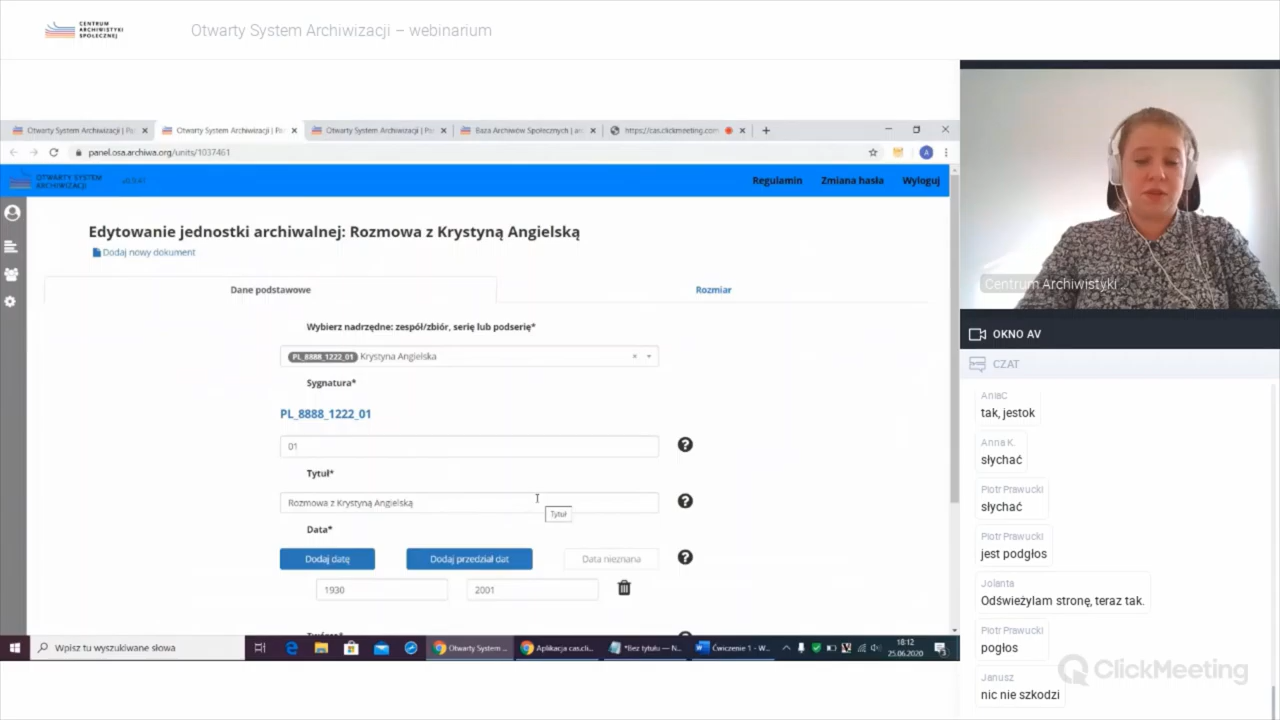 CENTRUM
ARCHIWISTYKI
SPOŁECZNEJ
Otwarty System Archiwizacji – webinarium
Otwarty System Archiwizacji | Pa
Otwarty System Archiwizacji | Pa
Otwarty System Archiwizacji | Pa
Baza Archiwów Społecznych | ar
https://cas.clickmeeting.com
panel.osa.archiwa.org/units/1037461
A
OTWARTY SYSTEM
ARCHIWIZACJI
Regulamin
Zmiana hasła
Wyloguj
Edytowanie jednostki archiwalnej: Rozmowa z Krystyną Angielską
Dodaj nowy dokument
Dane podstawowe
Rozmiar
Wybierz nadrzędne: zespół/zbiór, serię lub podserię*
PL_8888_1222_01 Krystyna Angielska
Sygnatura*
PL_8888_1222_01
01
Tytuł*
Rozmowa z Krystyną Angielską
Tytuł
Data*
Dodaj datę
Dodaj przedział dat
Data nieznana
1930
2001
Wpisz tu wyszukiwane słowa
Otwarty System ...
Aplikacja cas.cli...
*Bez tytułu — N...
Ćwiczenie 1 - W...
18:12
25.06.2020
Centrum Archiwistyki
OKNO AV
CZAT
AniaC
tak, jestok
Anna K.
słychać
Piotr Prawucki
słychać
Piotr Prawucki
jest podgłos
Jolanta
Odświeżylam stronę, teraz tak.
Piotr Prawucki
pogłos
Janusz
nic nie szkodzi
ClickMeeting